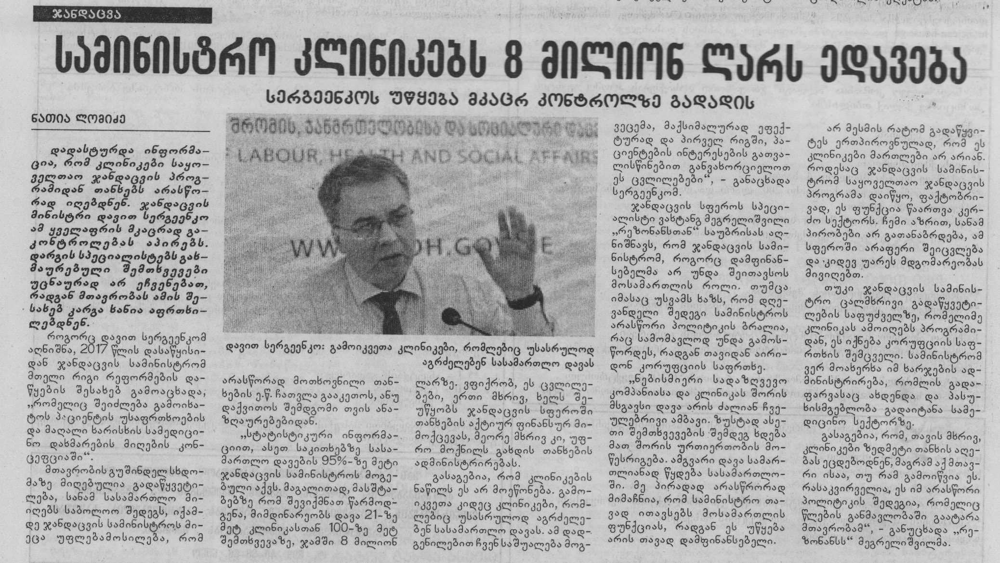 ჯანდაცვა
სამინისტრო კლინიკებს 8 მილიონ ლარს ედავება
სერგეენკოს უწყება მკაცრ კონტროლზე გადადის
ნათია ლომიძე
დადასტურდა ინფორმა-
ცია, რომ კლინიკები საყო-
ველთაო ჯანდაცვის პროგ-
რამიდან თანხებს არასწო-
რად იღებდნენ. ჯანდაცვის
მინისტრი დავით სერგეენკო
ამ ყველაფრის მკაცრად გა-
კონტროლებას აპირებს.
დარგის სპეციალისტებს გახ-
მაურებული შემთხვევები
უცნაურად არ ეჩვენებათ,
რადგან მთავრობას ამის შე-
სახებ კარგა ხანია აფრთხი-
ლებდნენ.
როგორც დავით სერგეენკომ
აღნიშნა, 2017 წლის დასაწყისი-
დან ჯანდაცვის სამინისტრომ
მთელი რიგი რეფორმების და-
წყების შესახებ გამოაცხადა,
„რომელიც შეიძლება გამოიხა-
ტოს პაციენტის უსაფრთხოების
და მაღალი ხარისხის სამედიცი-
ნო დახმარების მიღების კონ-
ცეფციაში“.
მთავრობის გუშინდელ სხდო-
მაზე მიღებულია გადაწყვეტი-
ლება, სანამ სასამართლო მი-
იღებს საბოლოო შედეგს, იქამ-
დე ჯანდაცვის სამინისტროს მი-
ეცა უფლებამოსილება, რომ
შრომის, ჯანმრთელობისა და სოციალური დაცვ
LABOUR, HEALTH AND SOCIAL AFFAIRS
დავით სერგეენკო: გამოიკვეთა კლინიკები, რომლებიც უსასრულოდ
აგრძელებენ სასამართლო დავას
არასწორად მოთხოვნილი თან-
ხების ე.წ. ჩათვლა გააკეთოს, ანუ
დაქვითოს შემდგომი თვის ანა-
ზღაურებებიდან.
„სტატისტიკური ინფორმა-
ციით, ასეთ საკითხებზე სასა-
მართლო დავების 95%-ზე მეტი
ჯანდაცვის სამინისტროს მოგე-
ბული აქვს. მაგალითად, მასშტა-
ბებზე რომ შევიქმნათ წარმოდ-
გენა, მიმდინარეობს დავა 21-ზე
მეტ კლინიკასთან 100-ზე მეტ
შემთხვევაზე, ჯამში 8 მილიონ
ლარზე. ვფიქრობ, ეს ცვლილე-
ბები, ერთი მხრივ, ხელს შე-
უწყობს ჯანდაცვის სფეროში
თანხების აქტიურ ფინანსურ მი-
მოქცევას, მეორე მხრივ კი, უფ-
რო მოქნილს გახდის თანხების
ადმინისტრირებას.
გასაგებია, რომ კლინიკების
ნაწილს ეს არ მოეწონება. გამო-
იკვეთა კიდეც კლინიკები, რომ-
ლებიც უსასრულოდ აგრძელე-
ბენ სასამართლო დავას. ამ დად-
გენილებით ჩვენ საშუალება მოგ-
ვეცემა, მაქსიმალურად ეფექ-
ტურად და პირველ რიგში, პა-
ციენტების ინტერესების გათვა-
ლისწინებით განვახორციელოთ
ეს ცვლილებები“, – განაცხადა
სერგეენკომ.
ჯანდაცვის სფეროს სპეცი-
ალისტი ვახტანგ მეგრელიშვილი
„რეზონანსთან“ საუბრისას აღ-
ნიშნავს, რომ ჯანდაცვის სამი-
ნისტრომ, როგორც დამფინან-
სებელმა არ უნდა შეითავსოს
მოსამართლის როლი. თუმცა
იმასაც უსვამს ხაზს, რომ დღე-
ვანდელი შედეგი სამინისტროს
არასწორი პოლიტიკის ბრალია,
რაც სამომავლოდ უნდა გამოს-
წორდეს, რადგან თავიდან აირი-
დონ კორუფციის საფრთხე.
„ნებისმიერი სადაზღვევო
კომპანიასა და კლინიკას შორის
მსგავსი დავა არის ძალიან ჩვე-
ულებრივი ამბავი. ზუსტად ასე-
თი შემთხვევების შემდეგ ხდება
მათ შორის ურთიერთობის მო-
წესრიგება. ამგვარი დავა სამარ-
თლიანად წყდება სასამართლო-
ში. მე პირადად არასწრორად
მიმაჩნია, რომ სამინისტრო თა-
ვად ითავსებს მოსამართლის
ფუნქციას, რადგან ეს უწყება
არის თავად დამფინანსებელი.
არ მესმის რატომ გადაწყვი-
ტეს ერთპიროვნულად, რომ ეს
კლინიკები მართლები არ არიან.
როდესაც ჯანდაცვის სამინის-
ტრომ საყოველთაო ჯანდაცვის
პროგრამა დაიწყო, ფაქტობრი-
ვად, ეს ფუნქცია წაართვა კერ-
ძო სექტორს. ჩემი აზრით, სანამ
პირობები არ გათანაბრდება, ამ
სფეროში არაფერი შეიცვლება
და კიდევ უარეს მდგომარეობას
მივიღებთ.
თუკი ჯანდაცვის სამინის-
ტრო ცალმხრივი გადაწყვეტი-
ლების საფუძველზე, რომელიმე
კლინიკას ამოიღებს პროგრამი-
დან, ეს იქნება კორუფციის საფ-
რთხის შემცველი. სამინისტრომ
ვერ მოახერხა იმ ხარჯების ად-
მინისტრირება, რომლის გადა-
ფარვასაც ახდენდა და პასუ-
ხისმგებლობა გადაიტანა სამე-
დიცინო სექტორზე.
გასაგებია, რომ, თავის მხრივ,
კლინიკები ზედმეტი თანხის აღე-
ბას ეცდებოდნენ, მაგრამ აქ მთავ-
რი ისაა, თუ რამ გამოიწვია ეს.
რასაკვირველია, ეს იმ არასწორი
პოლიტიკის შედეგია, რომელიც
წლების განმავლობაში გაატარა
მთავრობამ“, – განუცხადა „რე-
ზონანსს“ მეგრელიშვილმა.